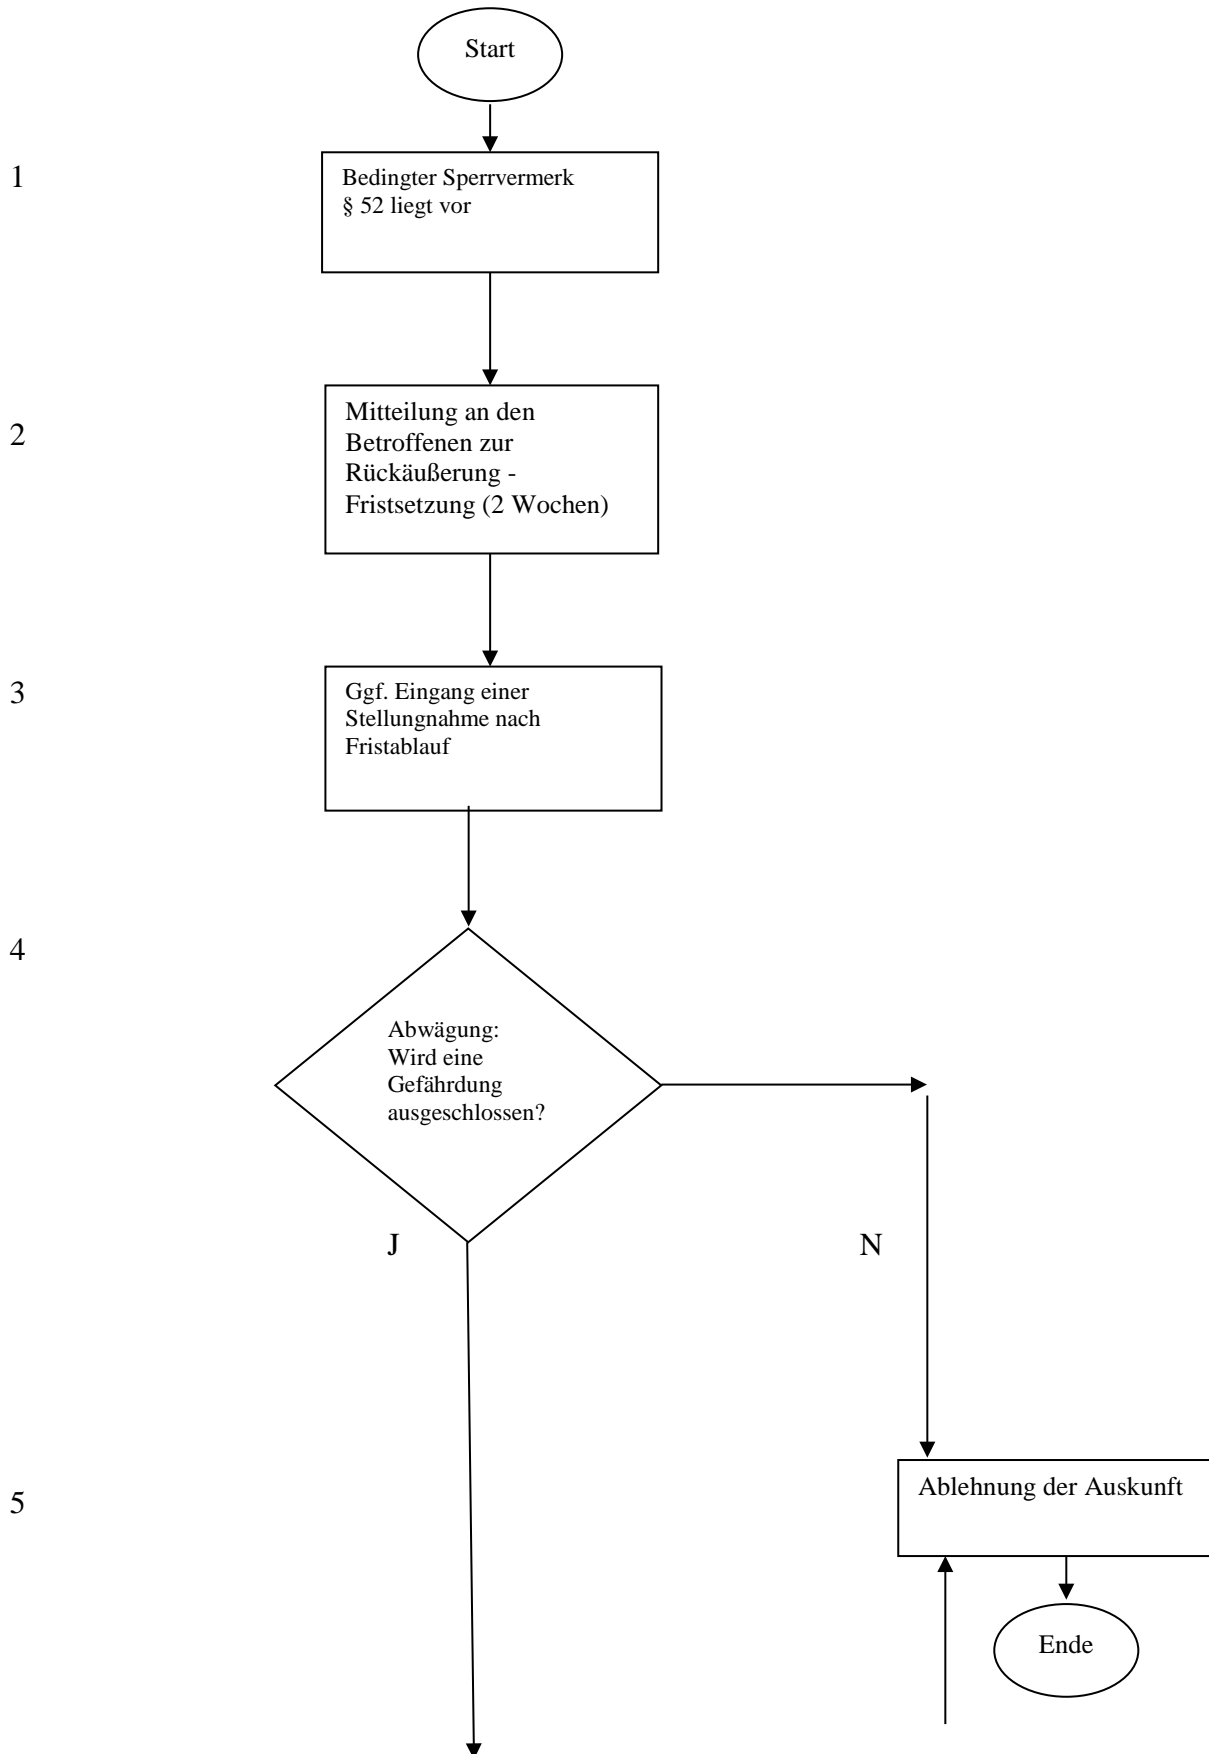 Start
1
Bedingter Sperrvermerk
§ 52 liegt vor
2
Mitteilung an den
Betroffenen zur
Rückäußerung -
Fristsetzung (2 Wochen)
3
Ggf. Eingang einer
Stellungnahme nach
Fristablauf
4
Abwägung:
Wird eine
Gefährdung
ausgeschlossen?
J
N
5
Ablehnung der Auskunft
Ende